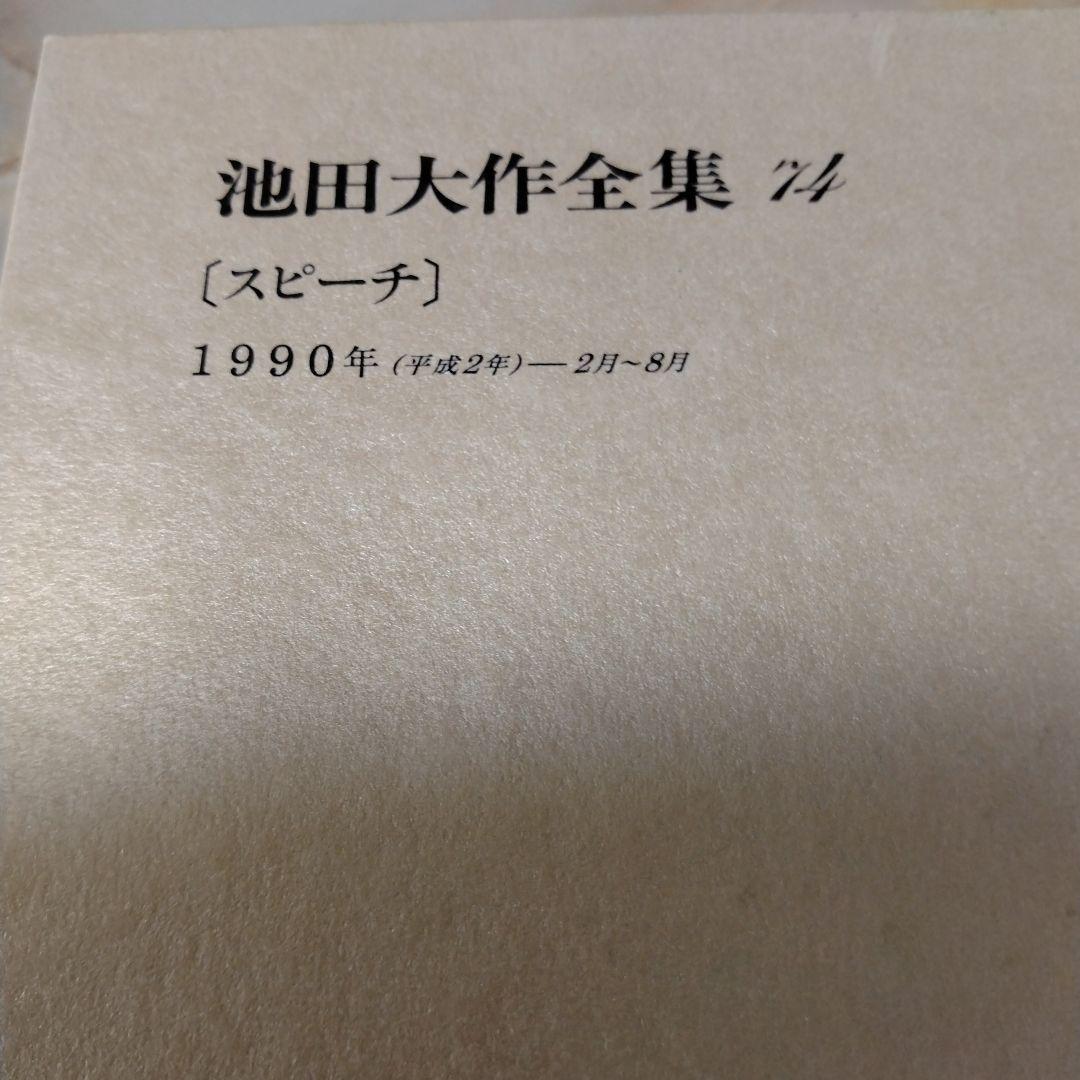 池田大作全集 74
〔スピーチ〕
1990年(平成2年)—2月~8月